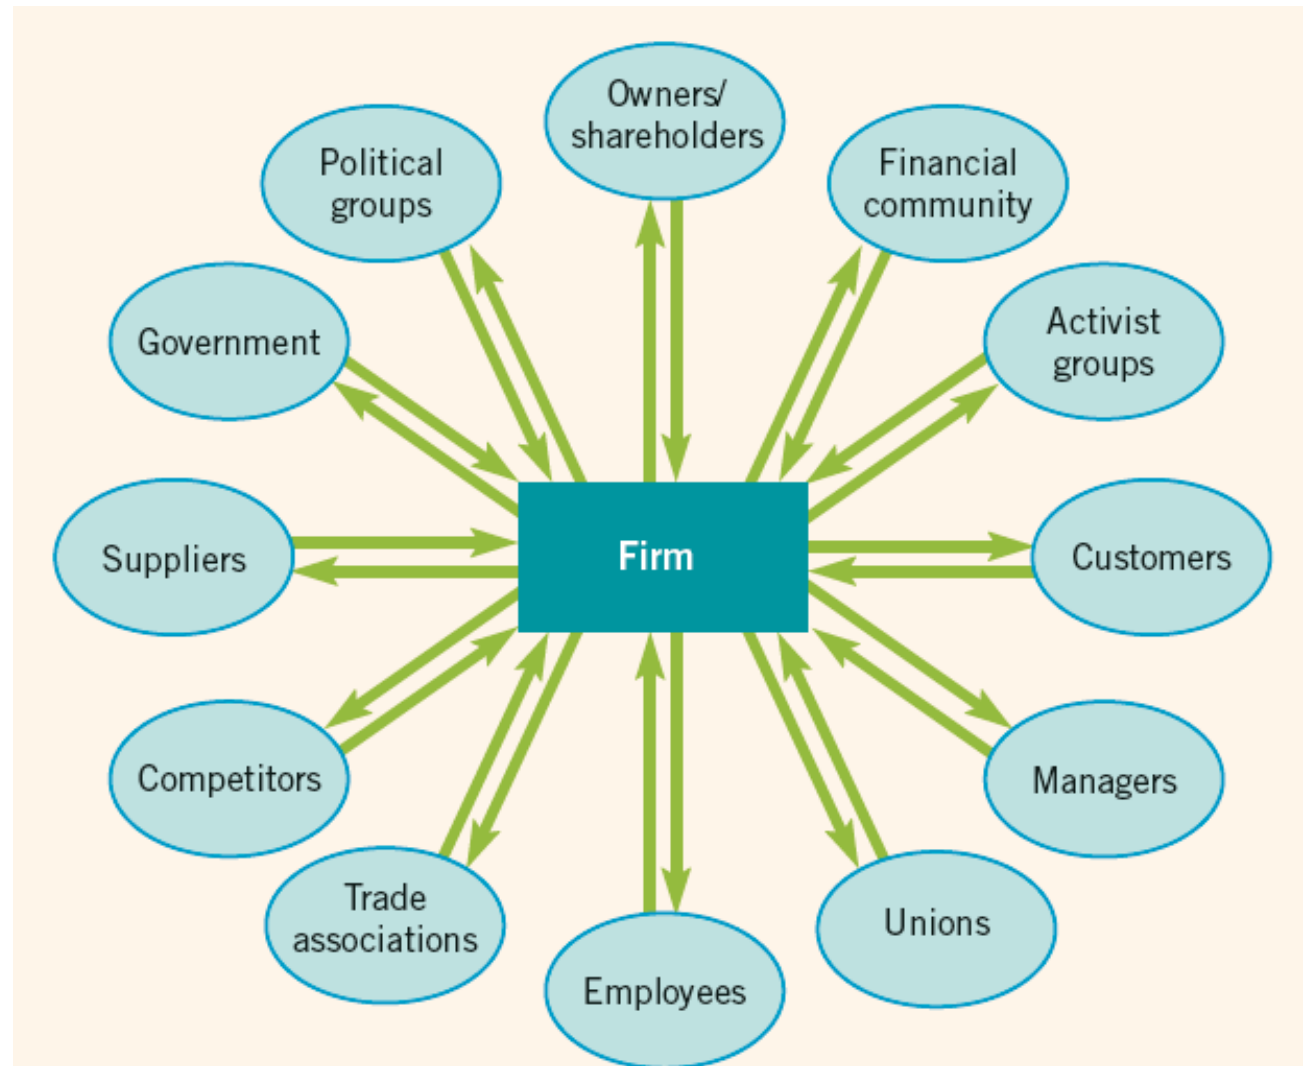 Owners/
shareholders
Political
groups
Financial
community
Government
Activist
groups
Suppliers
Firm
Customers
Competitors
Managers
Trade
associations
Unions
Employees